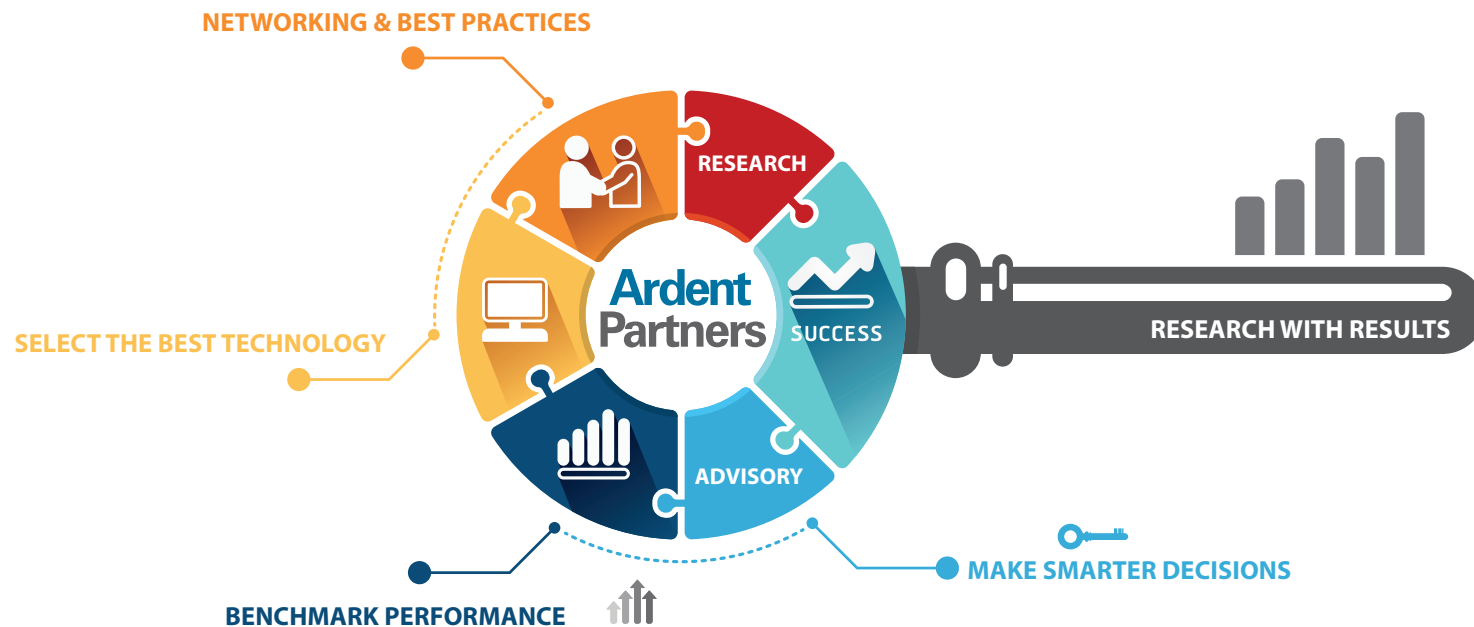 NETWORKING & BEST PRACTICES
RESEARCH
Ardent
Partners
SUCCESS
RESEARCH WITH RESULTS
SELECT THE BEST TECHNOLOGY
ADVISORY
MAKE SMARTER DECISIONS
BENCHMARK PERFORMANCE